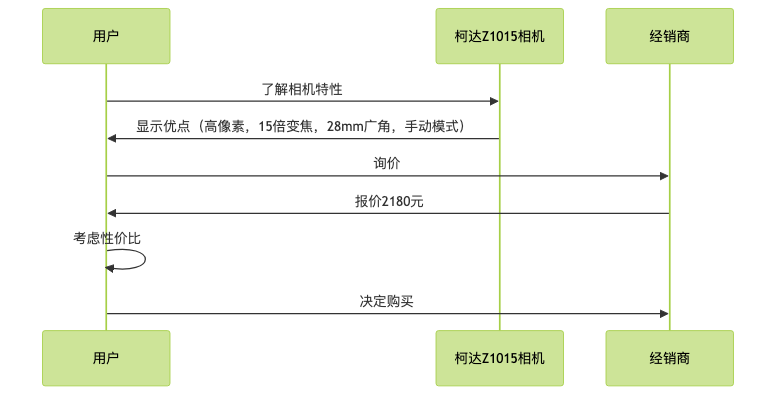 用户
柯达Z1015相机
经销商
了解相机特性
显示优点（高像素，15倍变焦，28mm广角，手动模式）
询价
报价2180元
考虑性价比
决定购买
用户
柯达Z1015相机
经销商